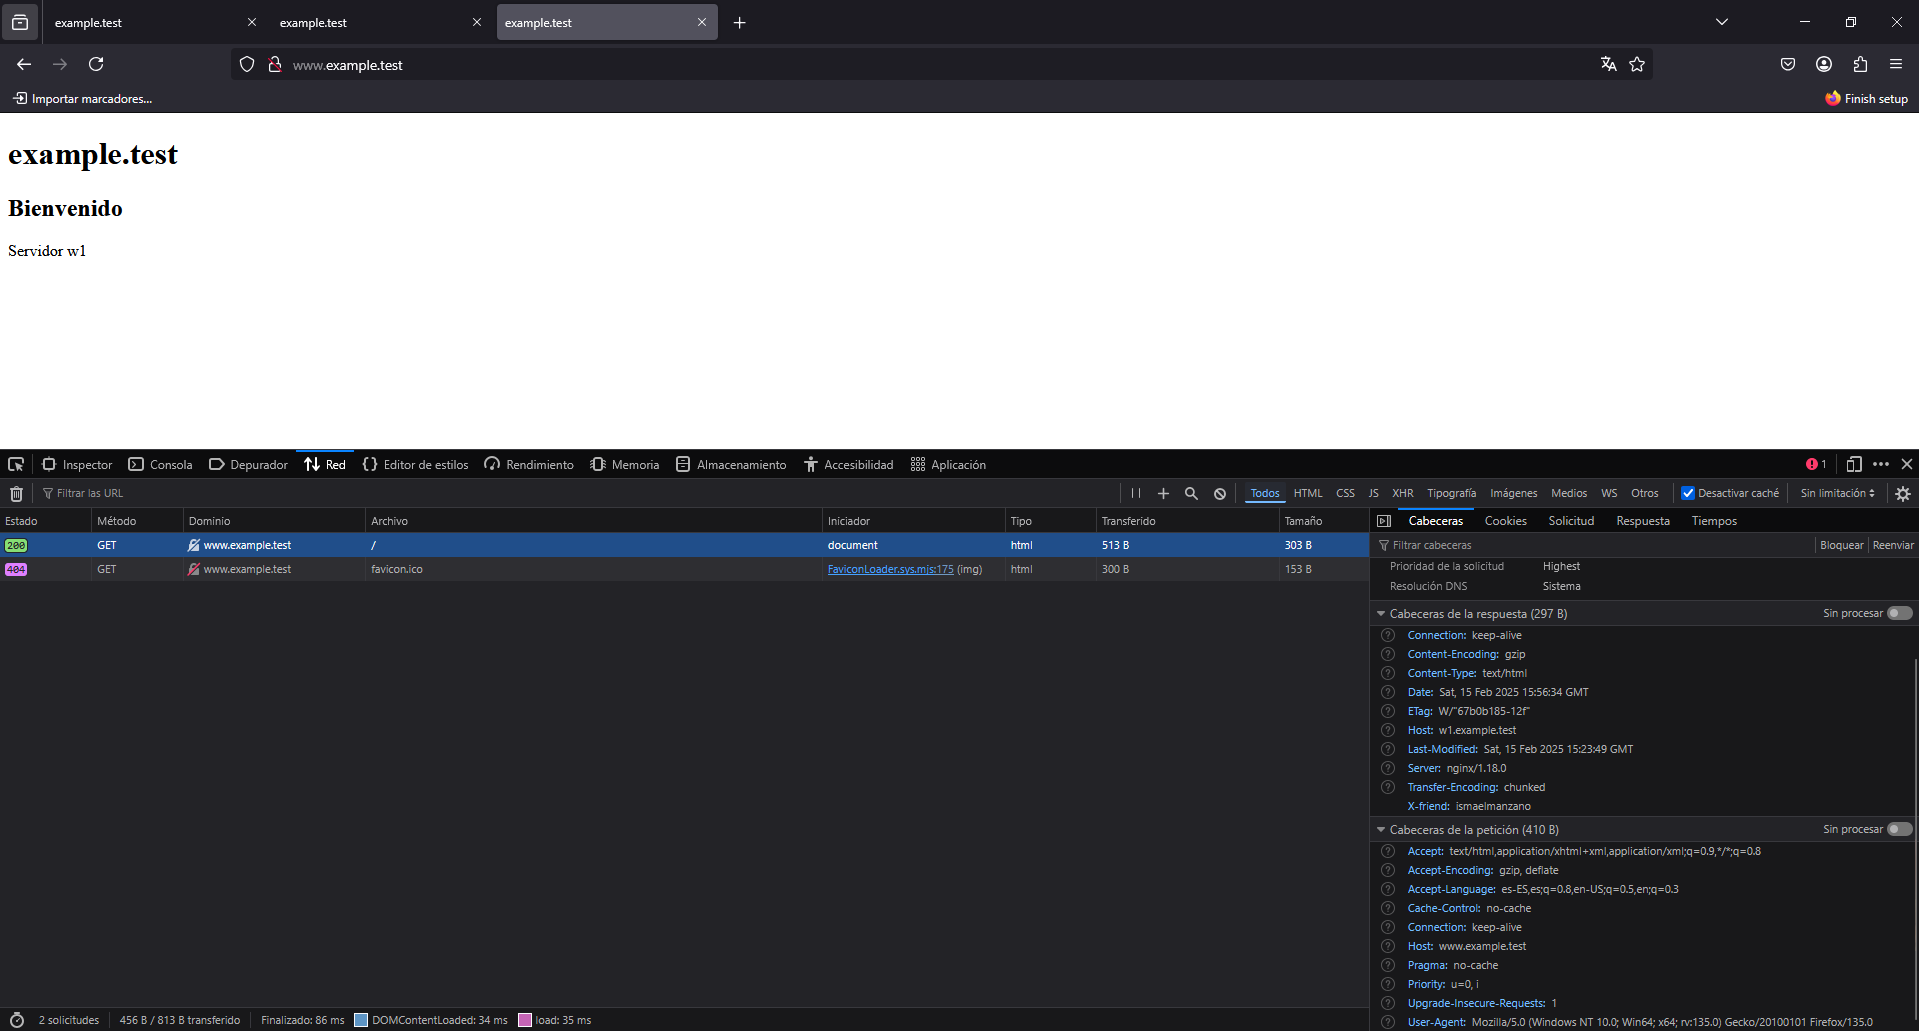 example.test
example.test
example.test
www.example.test
Importar marcadores...
Finish setup
example.test
Bienvenido
Servidor w1
Inspector
Consola
Depurador
Red
Editor de estilos
Rendimiento
Memoria
Almacenamiento
Accesibilidad
Aplicación
1
Filtrar las URL
Todos HTML CSS JS XHR Tipografía Imágenes Medios WS Otros
Desactivar caché
Sin limitación
Estado Método Dominio Archivo Iniciador Tipo Transferido Tamaño
200 GET www.example.test / document html 513 B 303 B
404 GET www.example.test favicon.ico FaviconLoader.sys.mjs:175 (img) html 300 B 153 B
Cabeceras Cookies Solicitud Respuesta Tiempos
Filtrar cabeceras
Bloquear Reenviar
Prioridad de la solicitud Highest
Resolución DNS Sistema
Cabeceras de la respuesta (297 B) Sin procesar
Connection: keep-alive
Content-Encoding: gzip
Content-Type: text/html
Date: Sat, 15 Feb 2025 15:56:34 GMT
ETag: W/"67b0b185-12f"
Host: w1.example.test
Last-Modified: Sat, 15 Feb 2025 15:23:49 GMT
Server: nginx/1.18.0
Transfer-Encoding: chunked
X-friend: ismaelmanzano
Cabeceras de la petición (410 B) Sin procesar
Accept: text/html,application/xhtml+xml,application/xml;q=0.9,*/*;q=0.8
Accept-Encoding: gzip, deflate
Accept-Language: es-ES,es;q=0.8,en-US;q=0.5,en;q=0.3
Cache-Control: no-cache
Connection: keep-alive
Host: www.example.test
Pragma: no-cache
Priority: u=0, i
Upgrade-Insecure-Requests: 1
User-Agent: Mozilla/5.0 (Windows NT 10.0; Win64; x64; rv:135.0) Gecko/20100101 Firefox/135.0
2 solicitudes
456 B / 813 B transferido
Finalizado: 86 ms
DOMContentLoaded: 34 ms
load: 35 ms